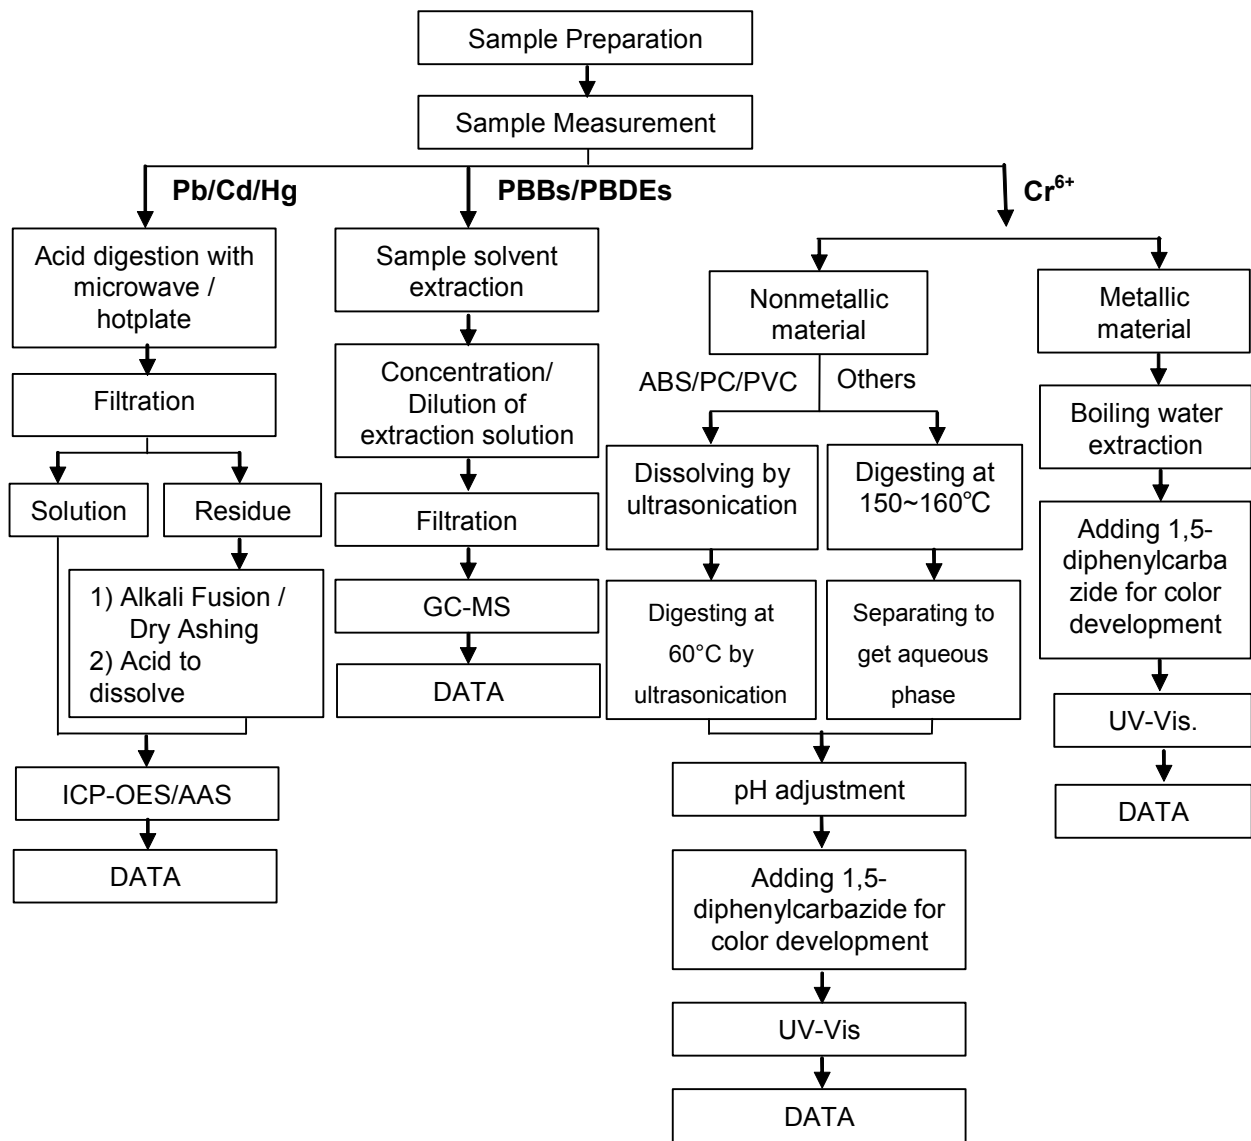 Sample Preparation
Sample Measurement
Pb/Cd/Hg
PBBs/PBDEs
Cr⁶⁺
Acid digestion with
microwave /
hotplate
Filtration
Solution
Residue
1) Alkali Fusion /
Dry Ashing
2) Acid to
dissolve
ICP-OES/AAS
DATA
Sample solvent
extraction
Concentration/
Dilution of
extraction solution
Filtration
GC-MS
DATA
Nonmetallic
material
ABS/PC/PVC
Others
Dissolving by
ultrasonication
Digesting at
60°C by
ultrasonication
Digesting at
150~160℃
Separating to
get aqueous
phase
pH adjustment
Adding 1,5-
diphenylcarbazide for
color development
UV-Vis
DATA
Metallic
material
Boiling water
extraction
Adding 1,5-
diphenylcarba
zide for color
development
UV-Vis.
DATA